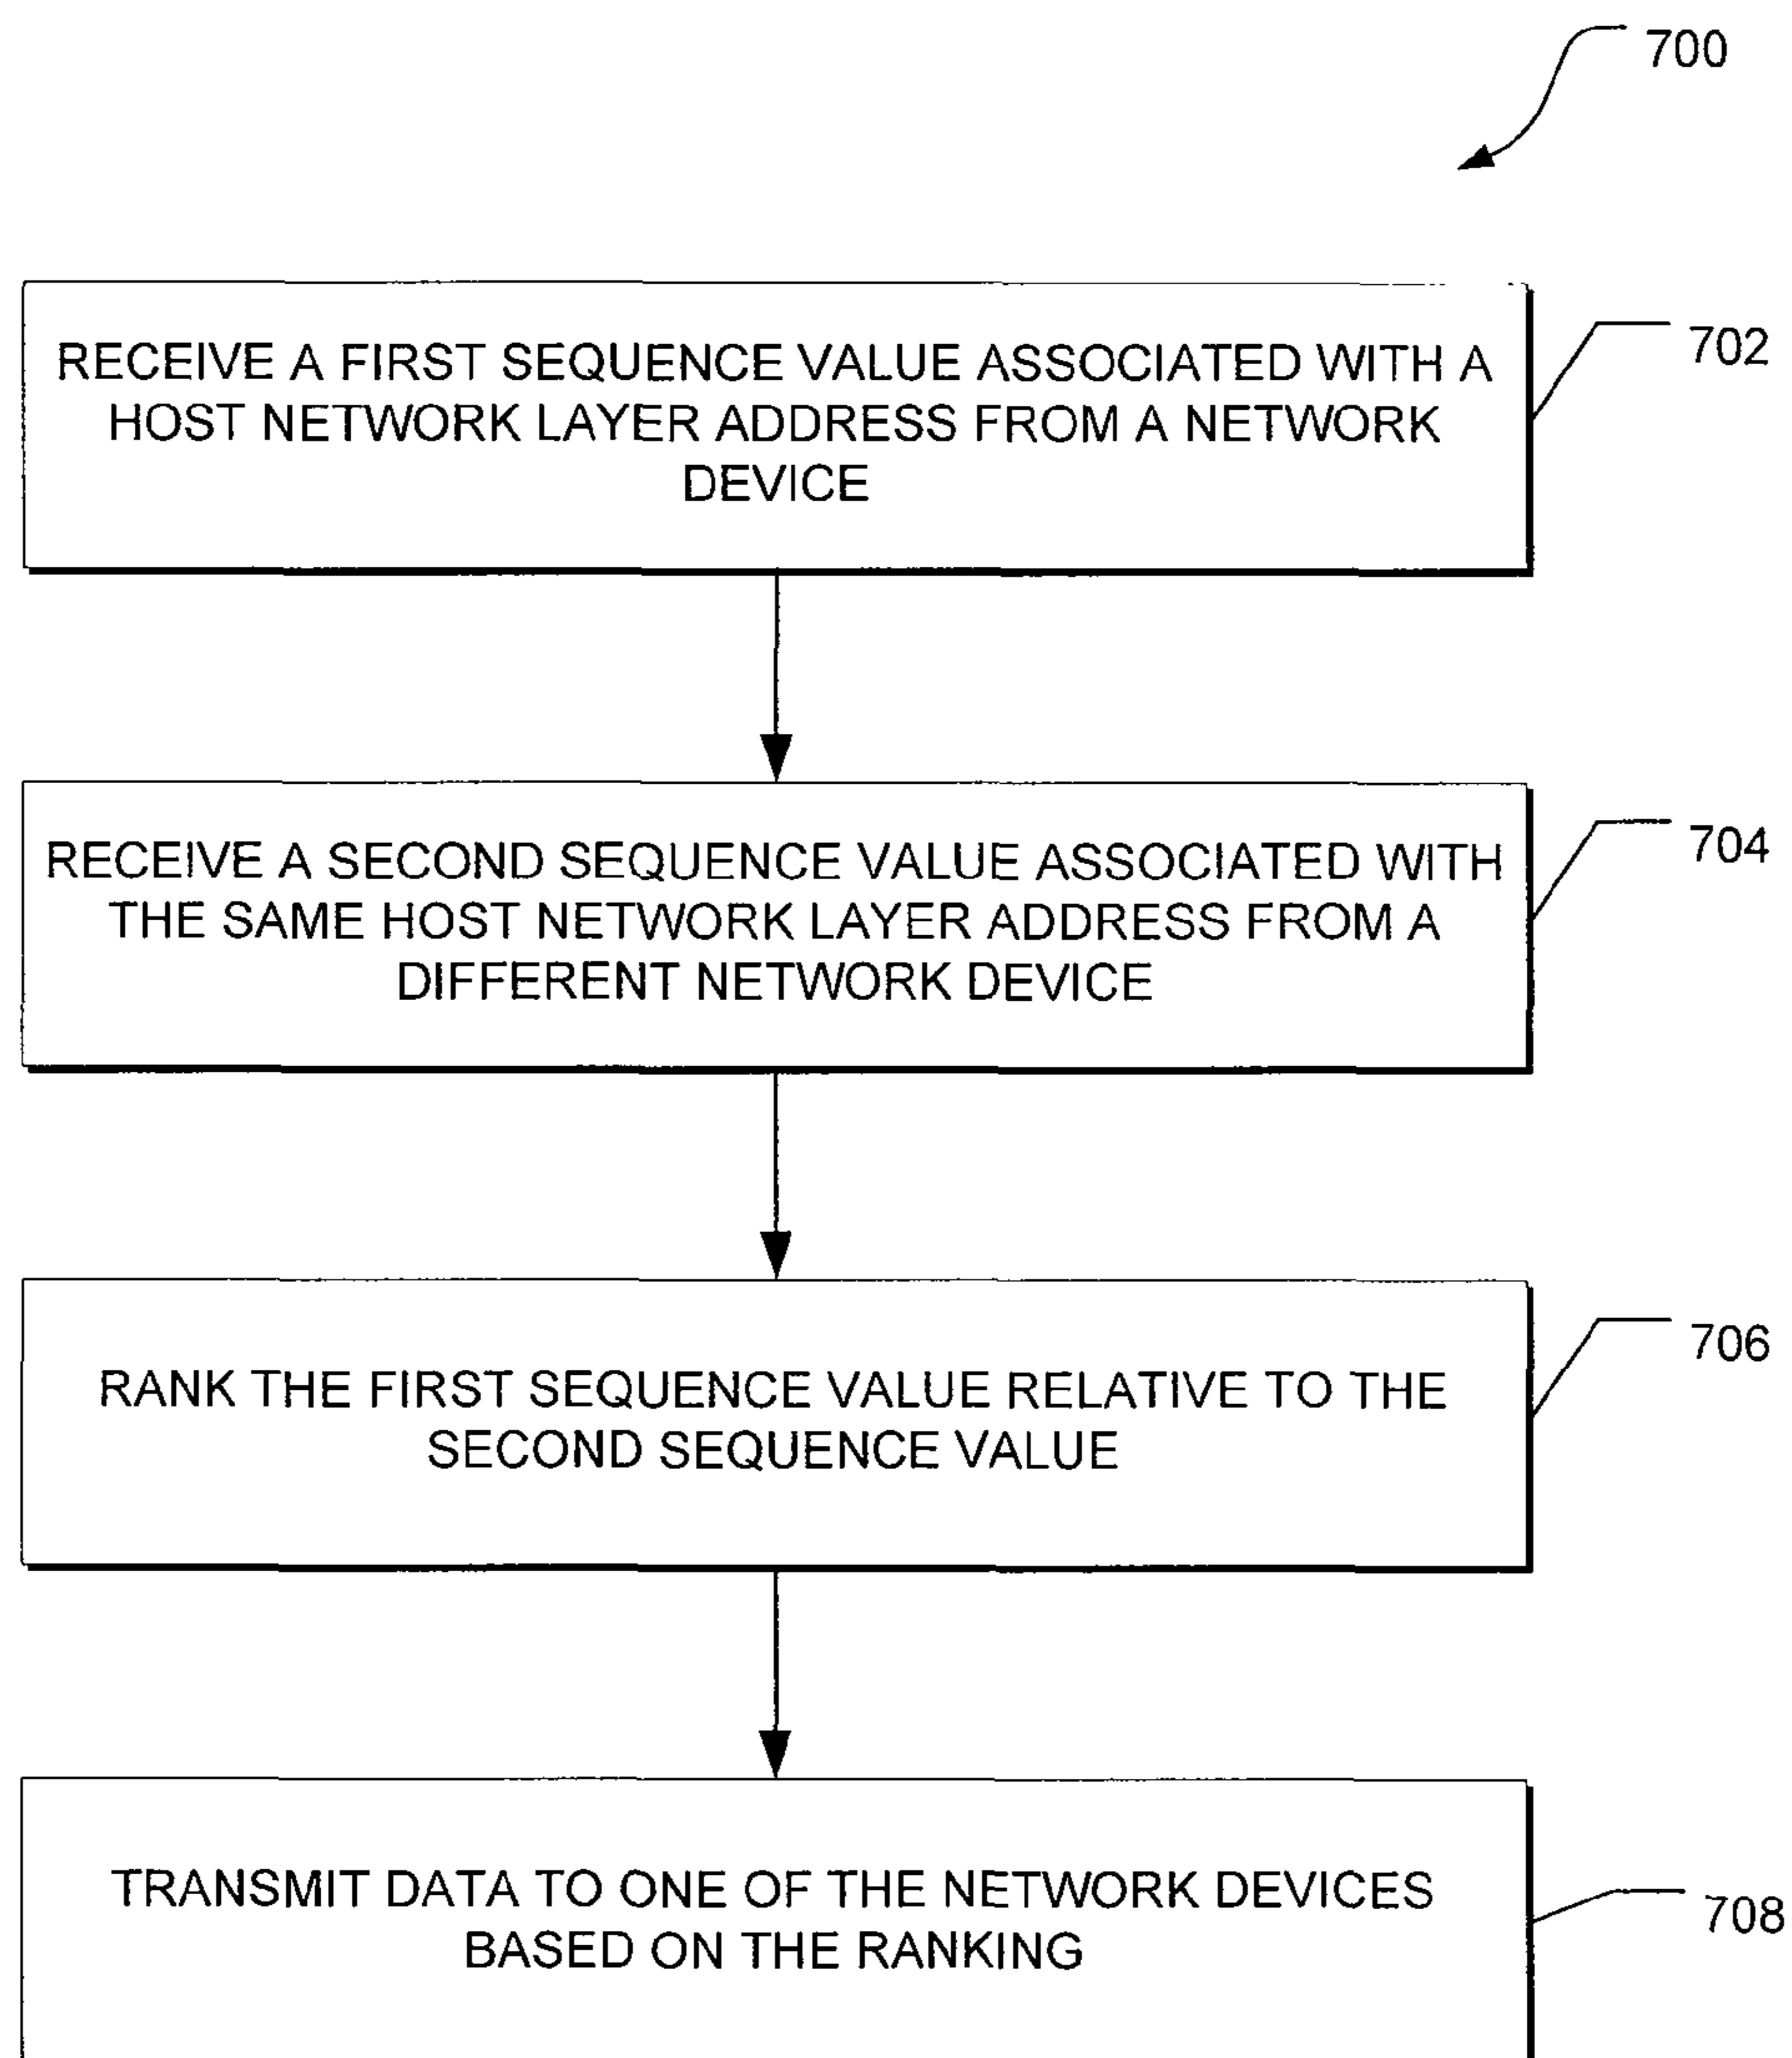 700
RECEIVE A FIRST SEQUENCE VALUE ASSOCIATED WITH A
HOST NETWORK LAYER ADDRESS FROM A NETWORK
DEVICE
702
RECEIVE A SECOND SEQUENCE VALUE ASSOCIATED WITH
THE SAME HOST NETWORK LAYER ADDRESS FROM A
DIFFERENT NETWORK DEVICE
704
RANK THE FIRST SEQUENCE VALUE RELATIVE TO THE
SECOND SEQUENCE VALUE
706
TRANSMIT DATA TO ONE OF THE NETWORK DEVICES
BASED ON THE RANKING
708